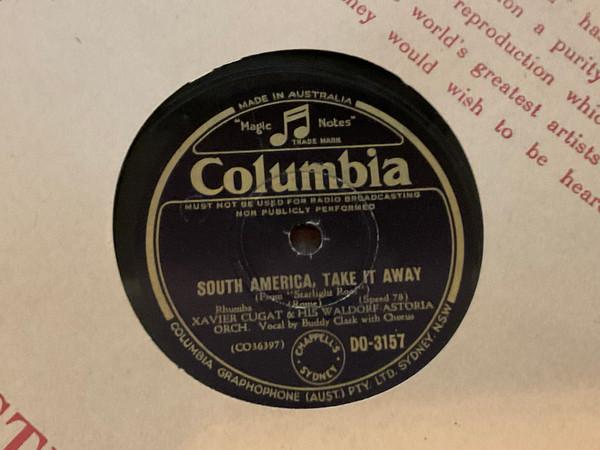 has
on a purity
reproduction whic
world's greatest artists
ney would wish to be hear
MADE IN AUSTRALIA
"Magic Notes"
TRADE MARK
Columbia
MUST NOT BE USED FOR RADIO BROADCASTING
NOR PUBLICLY PERFORMED
SOUTH AMERICA, TAKE IT AWAY
(From "Starlight Roof")
Rhumba (Rome) (Speed 78)
XAVIER CUGAT & HIS WALDORF-ASTORIA
ORCH. Vocal by Buddy Clark with Chorus
(CO36397) CHAPPELL'S SYDNEY DO-3157
COLUMBIA GRAPHOPHONE (AUST.) PTY. LTD. SYDNEY. N.S.W.